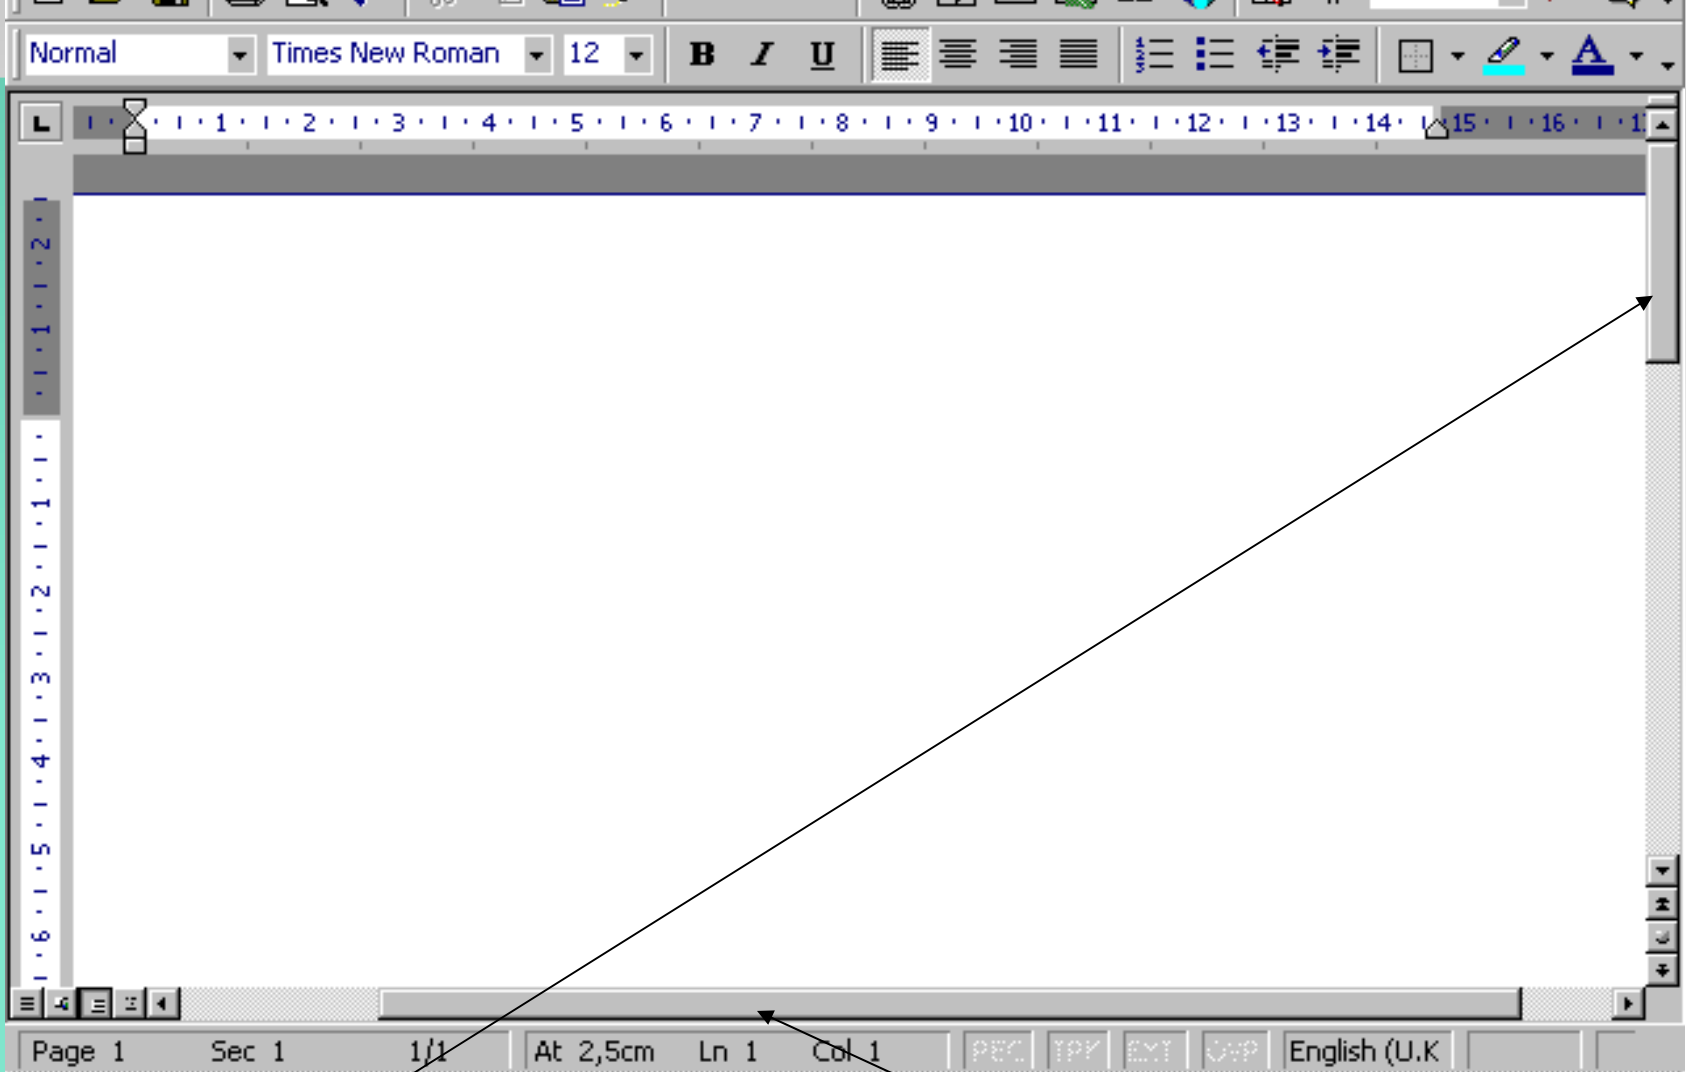 Normal Times New Roman 12 B I U A
L 1 2 3 4 5 6 7 8 9 10 11 12 13 14 15 16
2
1
1
2
3
4
5
6
Page 1 Sec 1 1/1 At 2,5cm Ln 1 Col 1 English (U.K